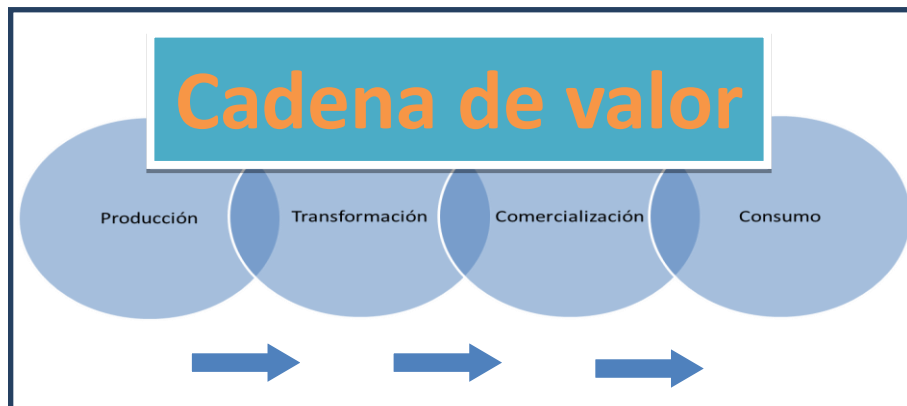 Cadena de valor
Producción
Transformación
Comercialización
Consumo